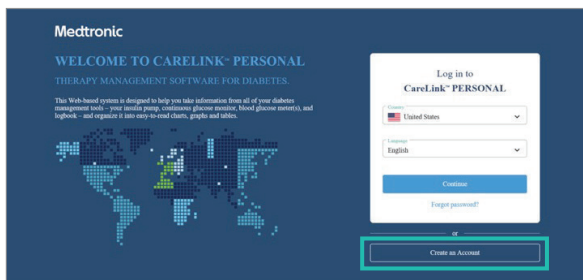 Medtronic
WELCOME TO CARELINK™ PERSONAL
THERAPY MANAGEMENT SOFTWARE FOR DIABETES.
This Web-based system is designed to help you take information from all of your diabetes
management tools – your insulin pump, continuous glucose monitor, blood glucose meter(s), and
logbook – and organize it into easy-to-read charts, graphs and tables.
Log in to
CareLink™ PERSONAL
Country
United States
Language
English
Continue
Forgot password?
or
Create an Account